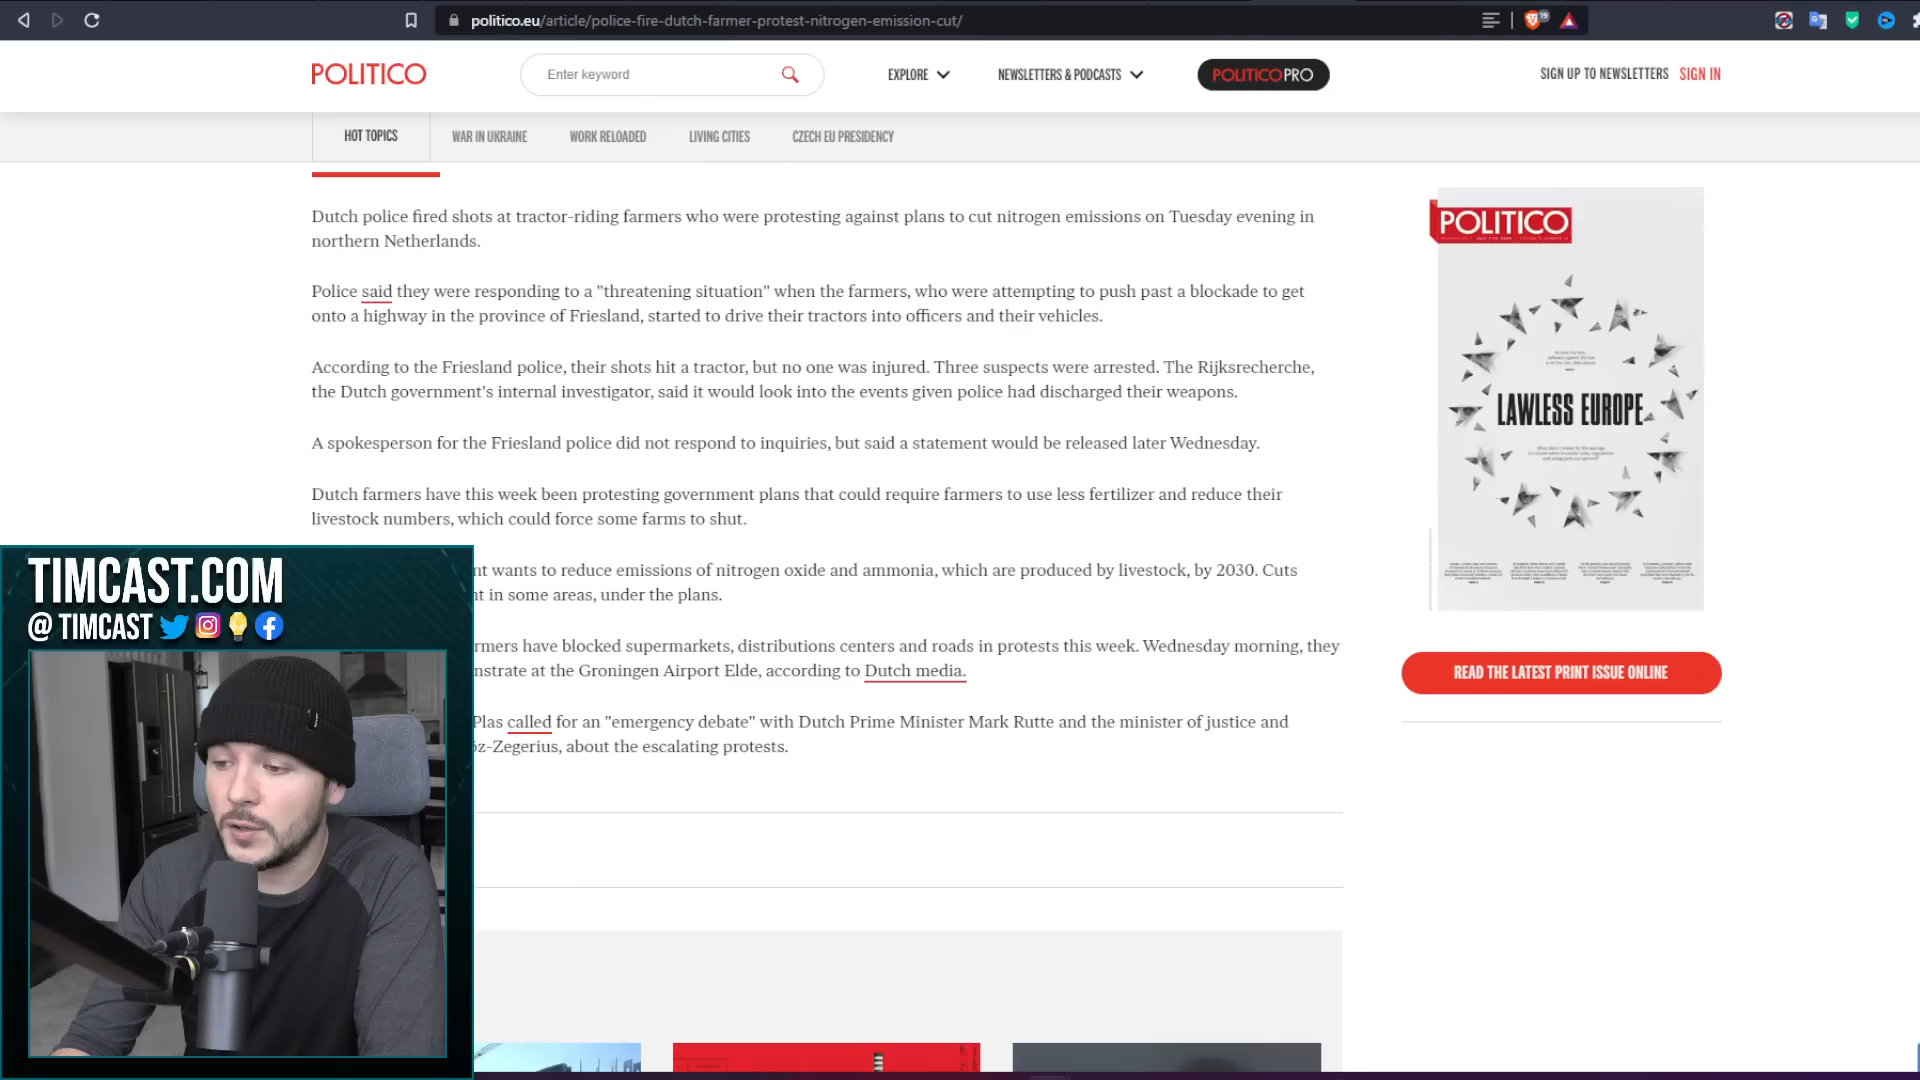 politico.eu/article/police-fire-dutch-farmer-protest-nitrogen-emission-cut/
19
POLITICO
Enter keyword
EXPLORE
NEWSLETTERS & PODCASTS
POLITICOPRO
SIGN UP TO NEWSLETTERS
SIGN IN
HOT TOPICS
WAR IN UKRAINE
WORK RELOADED
LIVING CITIES
CZECH EU PRESIDENCY
Dutch police fired shots at tractor-riding farmers who were protesting against plans to cut nitrogen emissions on Tuesday evening in
northern Netherlands.
Police said they were responding to a "threatening situation" when the farmers, who were attempting to push past a blockade to get
onto a highway in the province of Friesland, started to drive their tractors into officers and their vehicles.
According to the Friesland police, their shots hit a tractor, but no one was injured. Three suspects were arrested. The Rijksrecherche,
the Dutch government's internal investigator, said it would look into the events given police had discharged their weapons.
A spokesperson for the Friesland police did not respond to inquiries, but said a statement would be released later Wednesday.
Dutch farmers have this week been protesting government plans that could require farmers to use less fertilizer and reduce their
livestock numbers, which could force some farms to shut.
nt wants to reduce emissions of nitrogen oxide and ammonia, which are produced by livestock, by 2030. Cuts
nt in some areas, under the plans.
rmers have blocked supermarkets, distributions centers and roads in protests this week. Wednesday morning, they
nstrate at the Groningen Airport Elde, according to Dutch media.
Plas called for an "emergency debate" with Dutch Prime Minister Mark Rutte and the minister of justice and
öz-Zegerius, about the escalating protests.
POLITICO
LAWLESS EUROPE
READ THE LATEST PRINT ISSUE ONLINE
TIMCAST.COM
@ TIMCAST